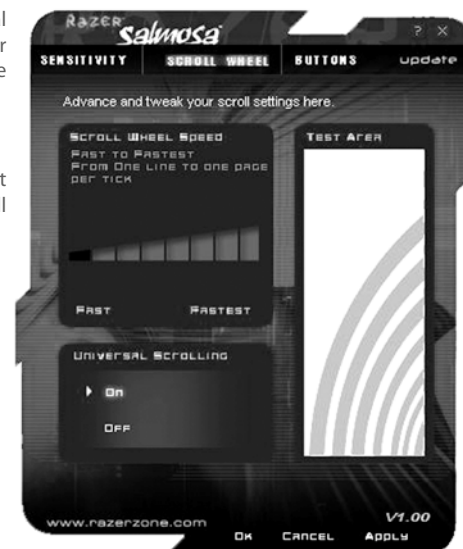 al
r
e
t
ll
Razer
Salmosa
? X
SENSITIVITY SCROLL WHEEL BUTTONS update
Advance and tweak your scroll settings here.
Scroll Wheel Speed
Fast to Fastest
From One line to one page
per tick
Fast Fastest
Test Area
Universal Scrolling
On
Off
www.razerzone.com
V1.00
OK Cancel Apply